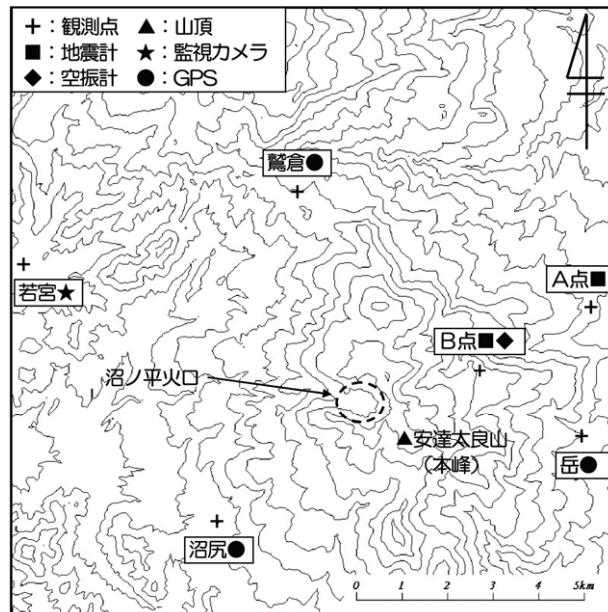 ＋：観測点 ▲：山頂
■：地震計 ★：監視カメラ
◆：空振計 ●：GPS
鷲倉●
若宮★
A点■
B点■◆
沼ノ平火口
▲安達太良山
（本峰）
岳●
沼尻●
0 1 2 3 4 5km